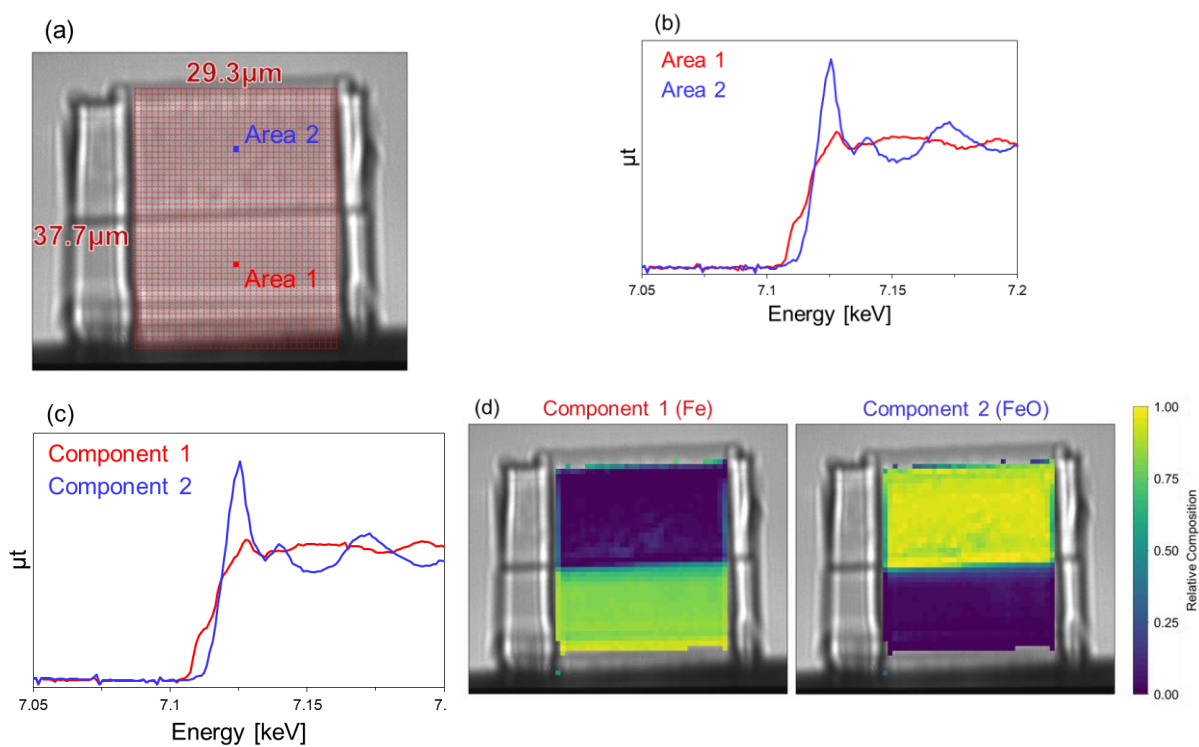 (a)
29.3µm
Area 2
37.7µm
Area 1
(b)
Area 1
Area 2
µt
7.05
7.1
7.15
7.2
Energy [keV]
(c)
Component 1
Component 2
µt
7.05
7.1
7.15
7.
Energy [keV]
(d)
Component 1 (Fe)
Component 2 (FeO)
1.00
0.75
0.50
0.25
0.00
Relative Composition